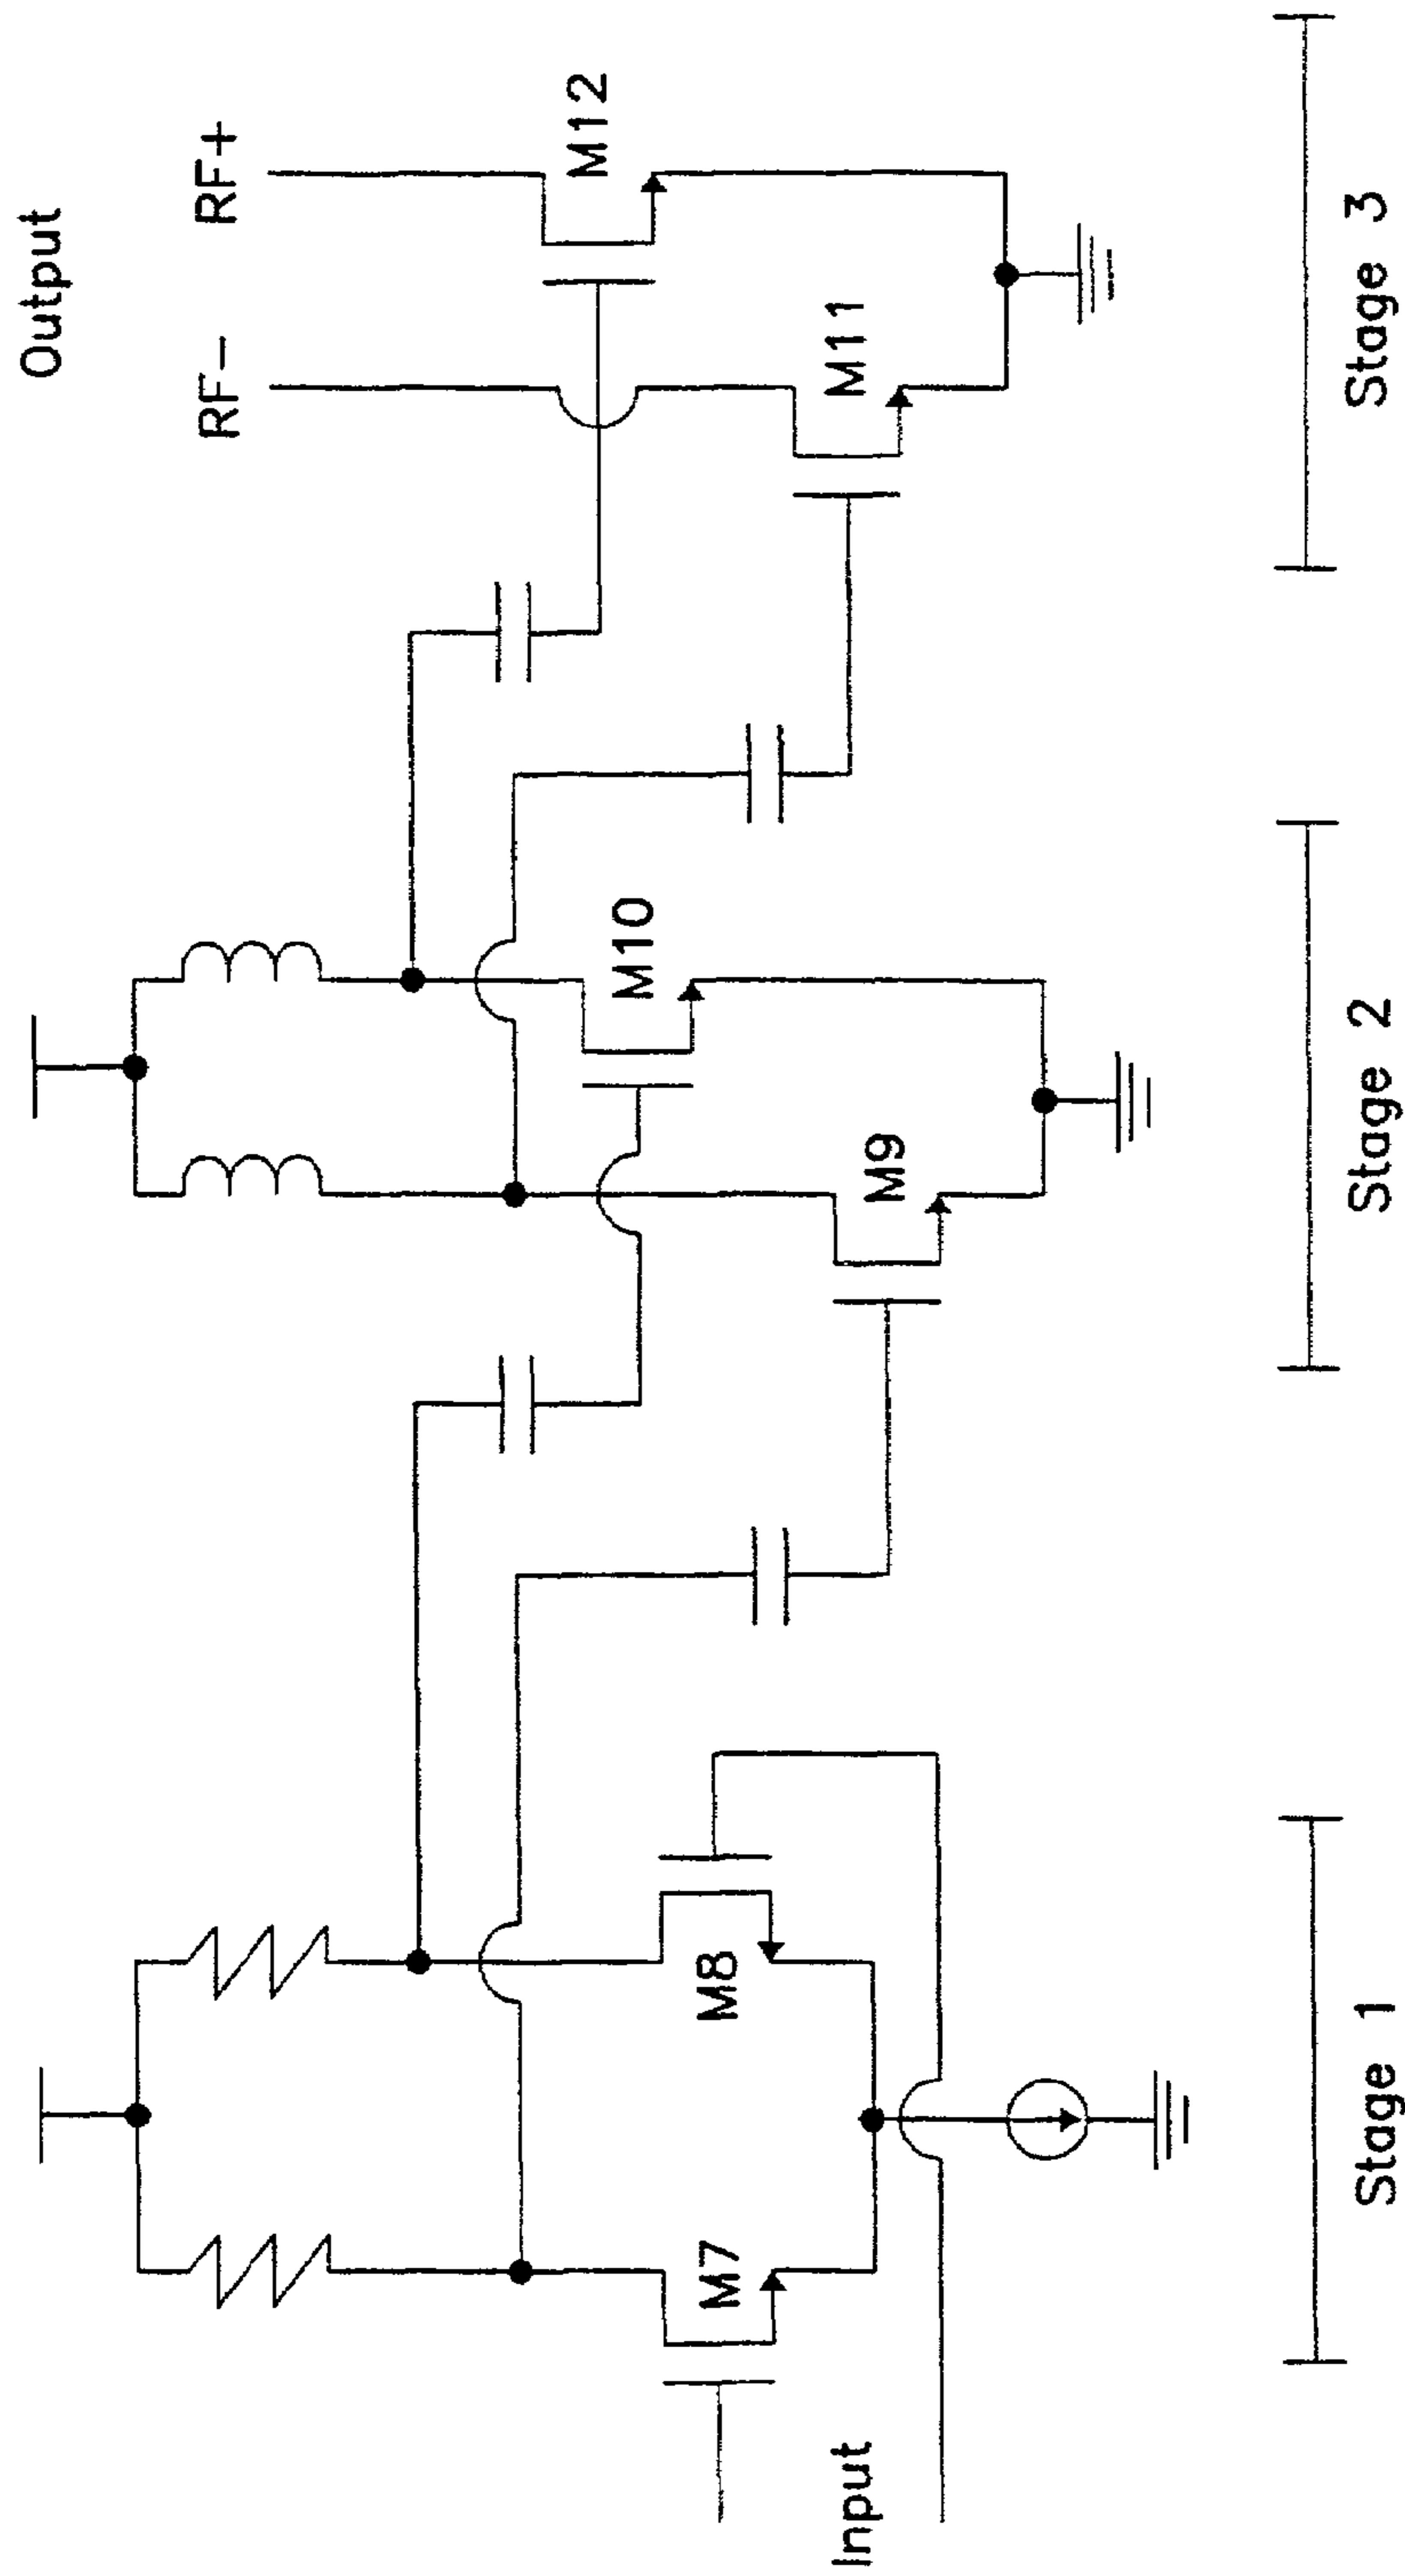 Output
RF-
RF+
M12
M11
M10
M9
M8
M7
Input
Stage 1
Stage 2
Stage 3